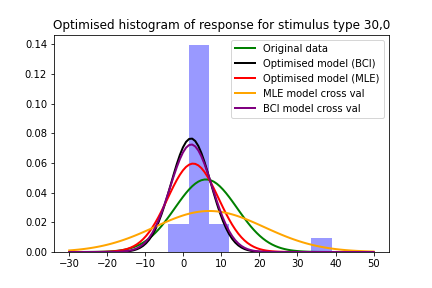 Optimised histogram of response for stimulus type 30,0
0.14
0.12
0.10
0.08
0.06
0.04
0.02
0.00
Original data
Optimised model (BCI)
Optimised model (MLE)
MLE model cross val
BCI model cross val
−30 −20 −10 0 10 20 30 40 50